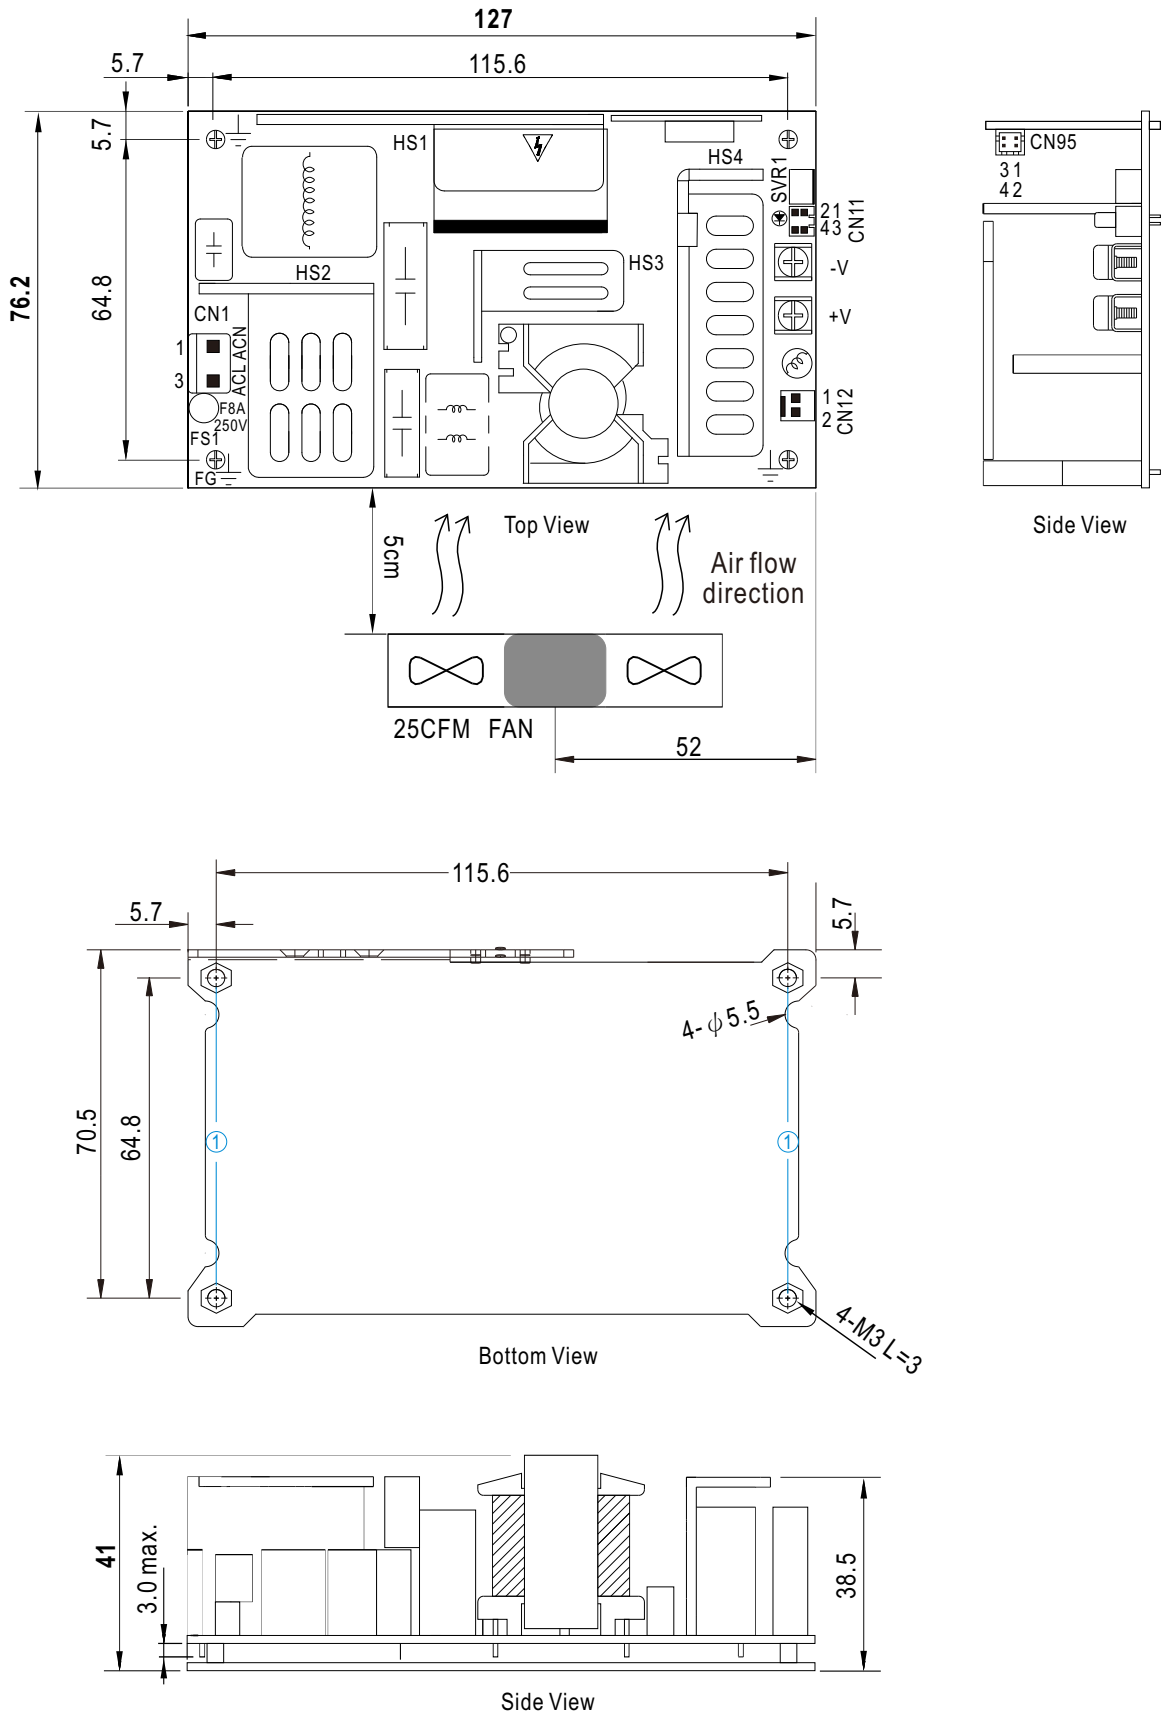 127
5.7
115.6
5.7
76.2
64.8
HS1
HS4
SVR1
21
43
CN11
HS2
HS3
-V
+V
CN1
1
3
ACL ACN
F8A
250V
FS1
FG
1
2
CN12
CN95
31
42
Side View
Top View
5cm
Air flow
direction
25CFM FAN
52
115.6
5.7
5.7
4-φ5.5
70.5
64.8
1
1
4-M3 L=3
Bottom View
41
3.0 max.
38.5
Side View